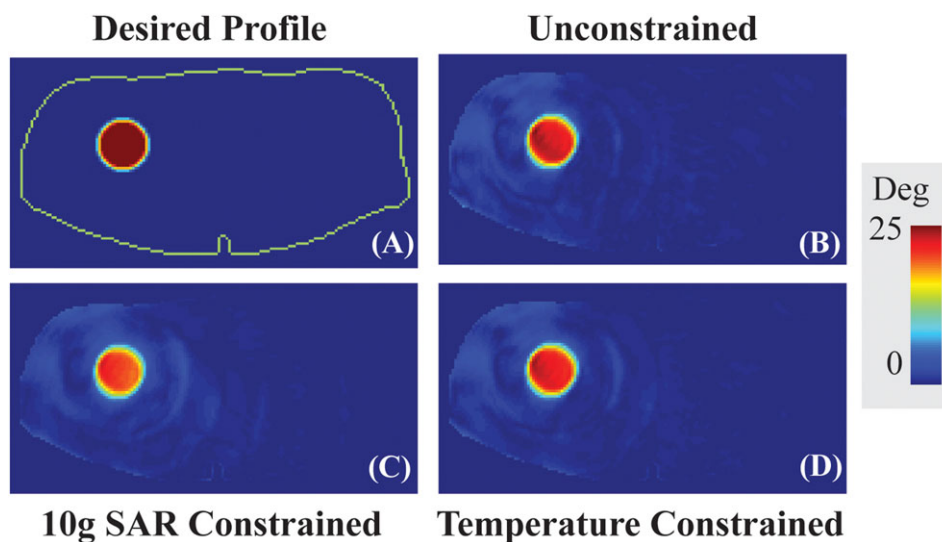 Desired Profile
Unconstrained
(A)
(B)
Deg
25
0
(C)
(D)
10g SAR Constrained
Temperature Constrained